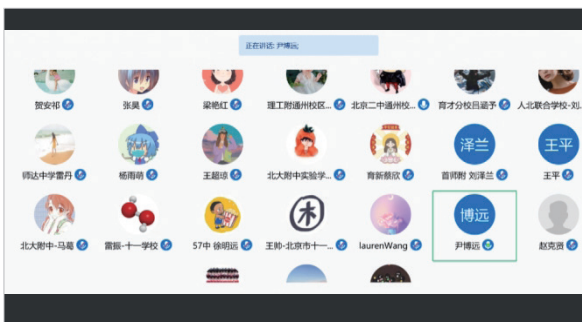 正在讲话: 尹博远;
贺安祁
张昊
梁艳红
理工附通州校区...
北京二中通州校...
育才分校吕涵予
人北联合学校-刘...
师达中学雷丹
杨雨萌
王超琼
北大附中实验学...
育新蔡欣
泽兰
首师附 刘泽兰
王平
王平
北大附中-马葛
雷振-十一学校
57中 徐明远
木
王帅-北京市十一-...
laurenWang
博远
尹博远
赵克贤